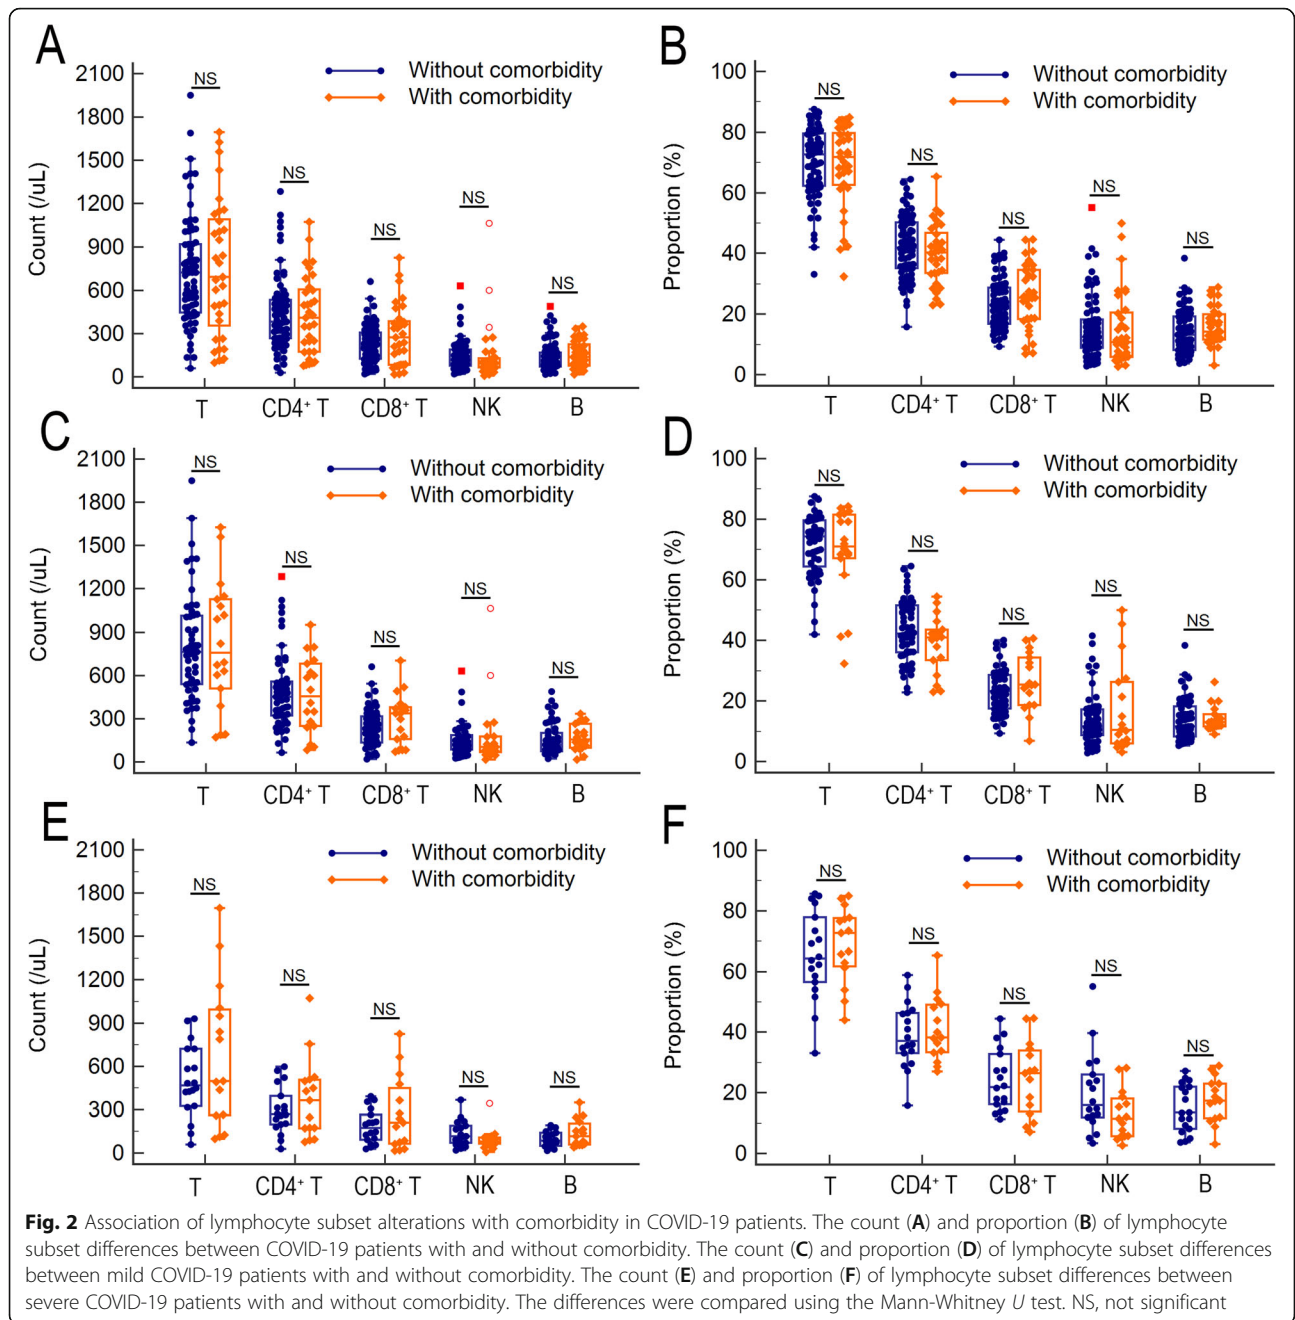 A
2100
1800
1500
1200
900
600
300
0
Count (/uL)
Without comorbidity
With comorbidity
NS
NS
NS
NS
NS
T
CD4⁺ T
CD8⁺ T
NK
B
B
100
80
60
40
20
0
Proportion (%)
Without comorbidity
With comorbidity
NS
NS
NS
NS
NS
T
CD4⁺ T
CD8⁺ T
NK
B
C
2100
1800
1500
1200
900
600
300
0
Count (/uL)
Without comorbidity
With comorbidity
NS
NS
NS
NS
NS
T
CD4⁺ T
CD8⁺ T
NK
B
D
100
80
60
40
20
0
Proportion (%)
Without comorbidity
With comorbidity
NS
NS
NS
NS
NS
T
CD4⁺ T
CD8⁺ T
NK
B
E
2100
1800
1500
1200
900
600
300
0
Count (/uL)
Without comorbidity
With comorbidity
NS
NS
NS
NS
NS
T
CD4⁺ T
CD8⁺ T
NK
B
F
100
80
60
40
20
0
Proportion (%)
Without comorbidity
With comorbidity
NS
NS
NS
NS
NS
T
CD4⁺ T
CD8⁺ T
NK
B
Fig. 2 Association of lymphocyte subset alterations with comorbidity in COVID-19 patients. The count (A) and proportion (B) of lymphocyte
subset differences between COVID-19 patients with and without comorbidity. The count (C) and proportion (D) of lymphocyte subset differences
between mild COVID-19 patients with and without comorbidity. The count (E) and proportion (F) of lymphocyte subset differences between
severe COVID-19 patients with and without comorbidity. The differences were compared using the Mann-Whitney U test. NS, not significant